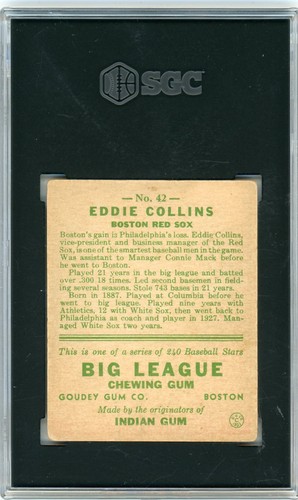 SGC
No. 42
EDDIE COLLINS
BOSTON RED SOX
Boston's gain is Philadelphia's loss. Eddie Collins,
vice-president and business manager of the Red
Sox, is one of the smartest baseball men in the game.
Was assistant to Manager Connie Mack before
he went to Boston.
Played 21 years in the big league and batted
over .300 18 times. Led second basemen in field-
ing several seasons. Stole 743 bases in 21 years.
Born in 1887. Played at Columbia before he
went to big league. Played nine years with
Athletics, 12 with White Sox, then went back to
Philadelphia as coach and player in 1927. Man-
aged White Sox two years.
This is one of a series of 240 Baseball Stars
BIG LEAGUE
CHEWING GUM
GOUDEY GUM CO. BOSTON
Made by the originators of
INDIAN GUM